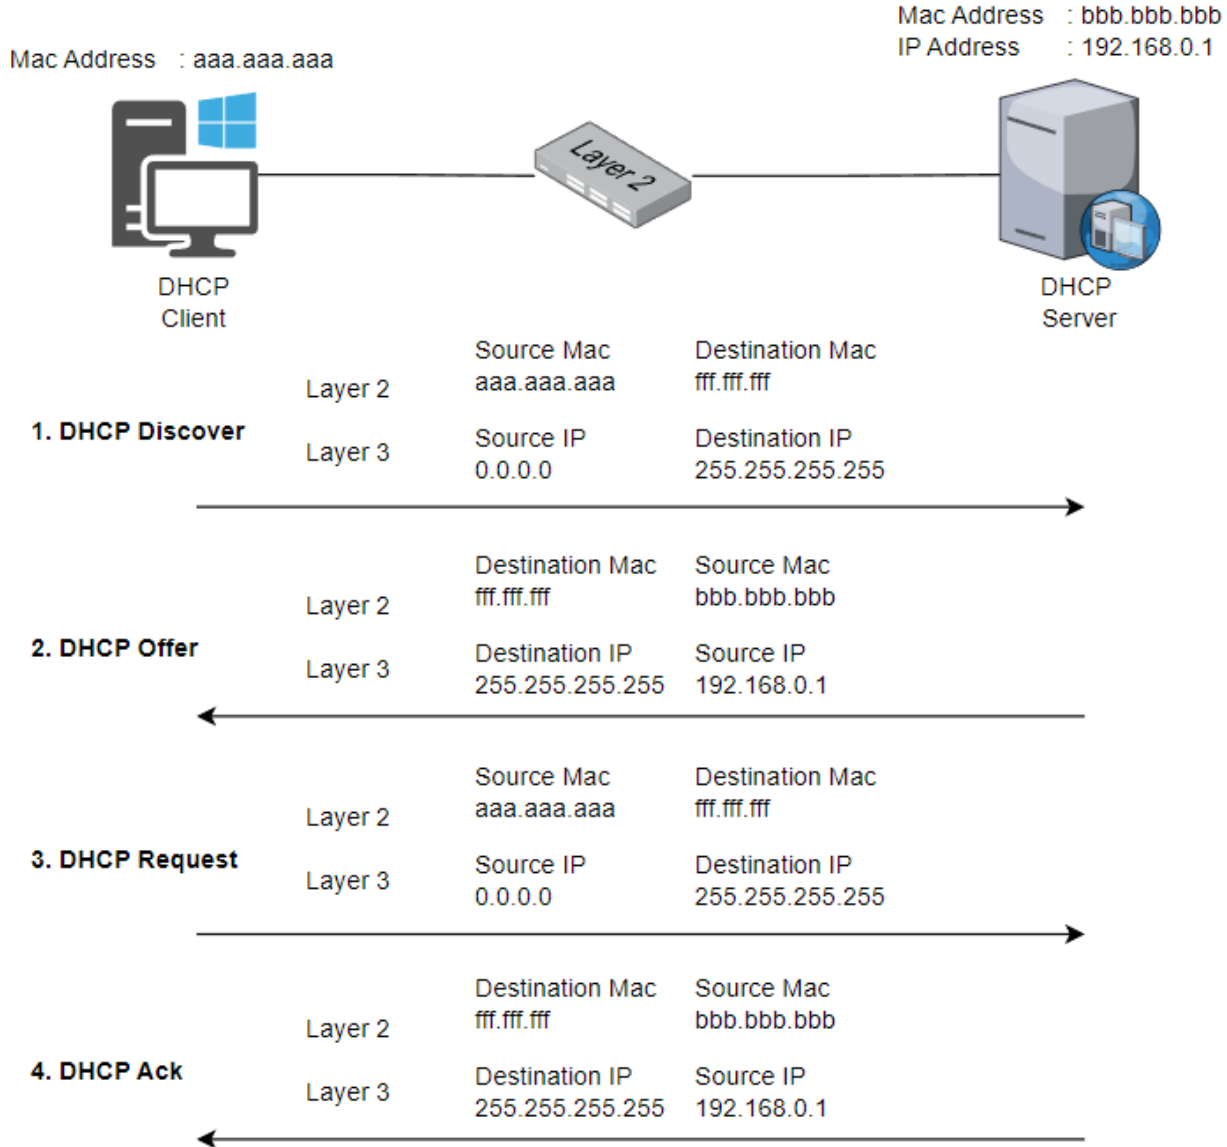 Mac Address : bbb.bbb.bbb
IP Address : 192.168.0.1
Mac Address : aaa.aaa.aaa
Layer 2
DHCP
Client
DHCP
Server
Source Mac Destination Mac
Layer 2 aaa.aaa.aaa fff.fff.fff
1. DHCP Discover
Source IP Destination IP
Layer 3 0.0.0.0 255.255.255.255
Destination Mac Source Mac
Layer 2 fff.fff.fff bbb.bbb.bbb
2. DHCP Offer
Destination IP Source IP
Layer 3 255.255.255.255 192.168.0.1
Source Mac Destination Mac
Layer 2 aaa.aaa.aaa fff.fff.fff
3. DHCP Request
Source IP Destination IP
Layer 3 0.0.0.0 255.255.255.255
Destination Mac Source Mac
Layer 2 fff.fff.fff bbb.bbb.bbb
4. DHCP Ack
Destination IP Source IP
Layer 3 255.255.255.255 192.168.0.1